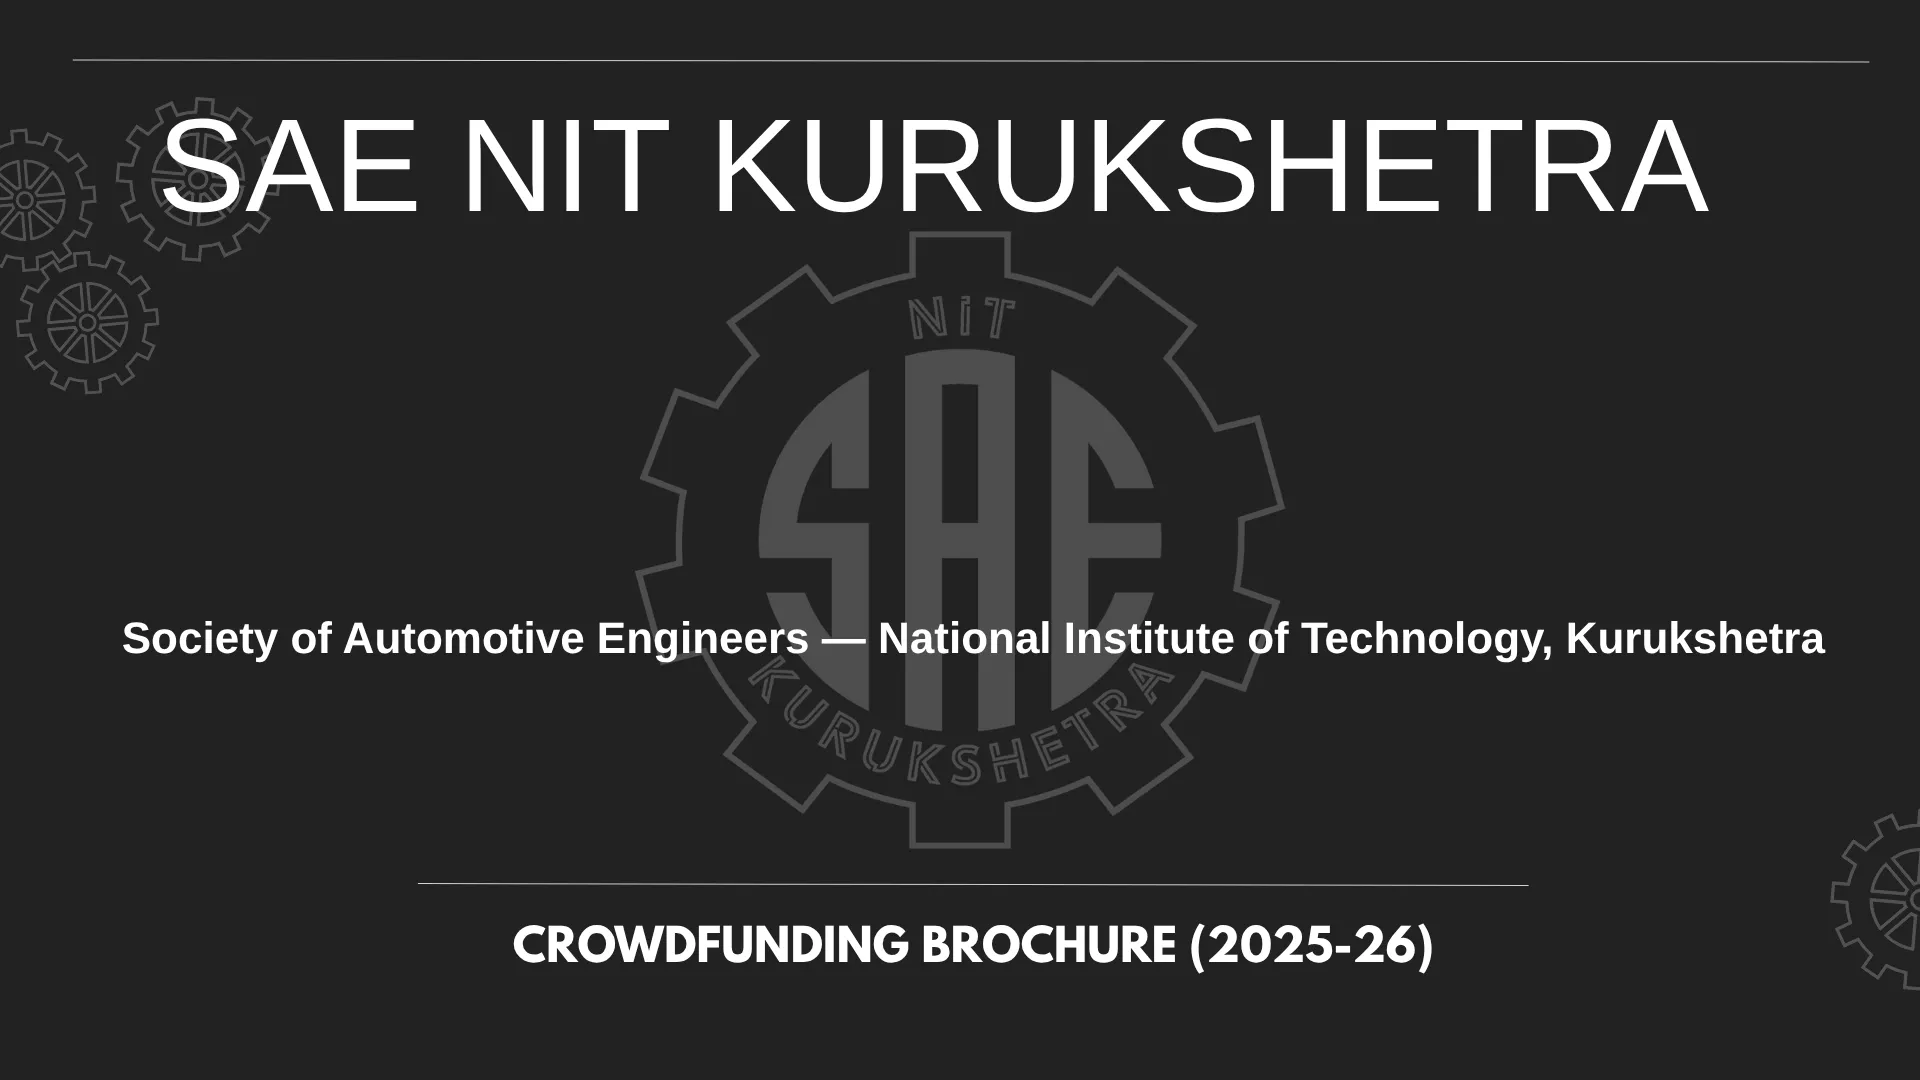 SAE NIT KURUKSHETRA
NiT
SAE
Society of Automotive Engineers — National Institute of Technology, Kurukshetra
KURUKSHETRA
CROWDFUNDING BROCHURE (2025-26)